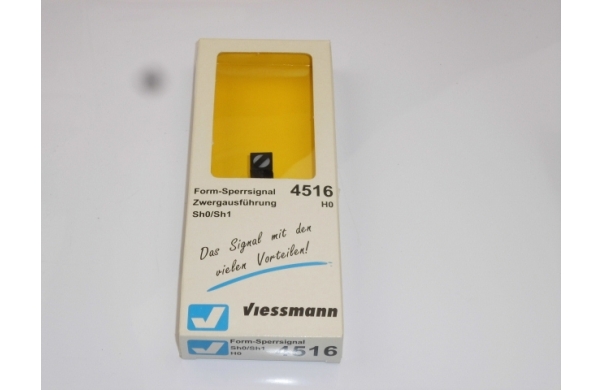 Form-Sperrsignal 4516
Zwergausführung H0
Sh0/Sh1
Das Signal mit den
vielen Vorteilen!
Viessmann
Form-Sperrsignal
Sh0/Sh1 4516
H0